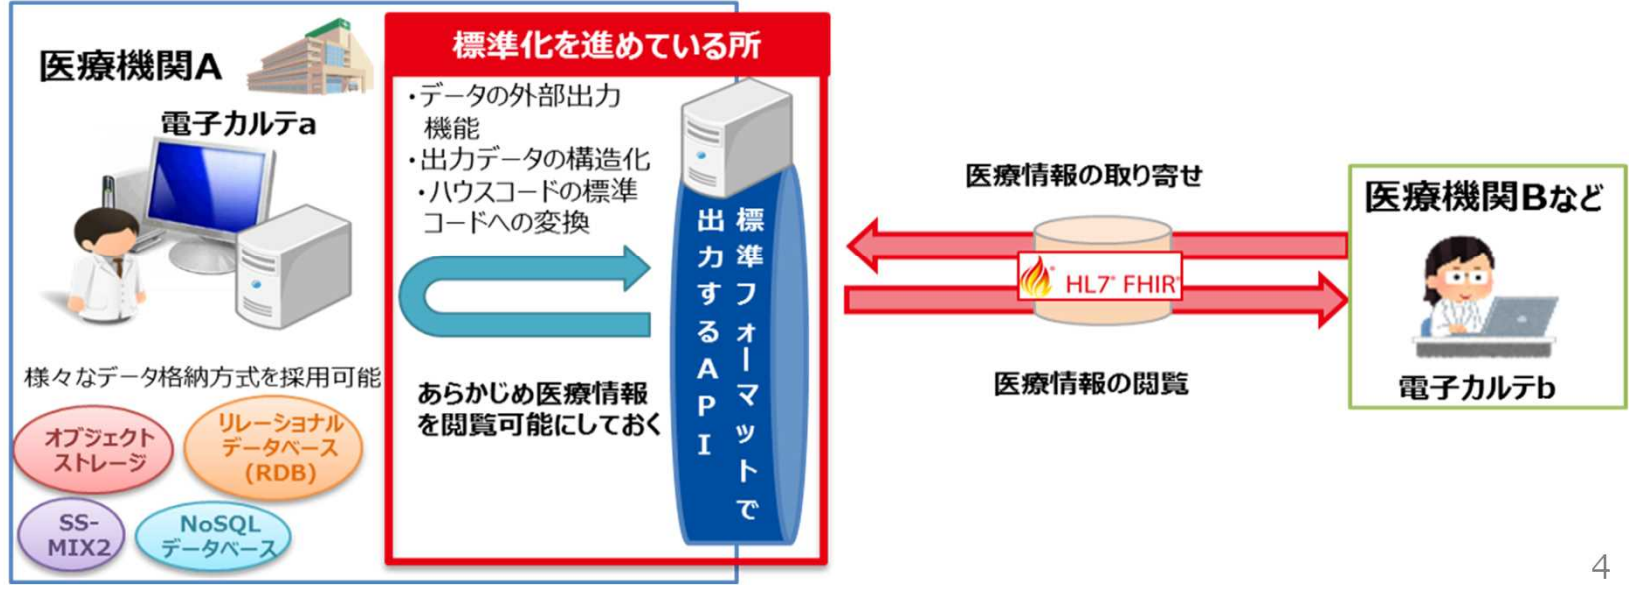 医療機関A
電子カルテa
様々なデータ格納方式を採用可能
オブジェクト
ストレージ
リレーショナル
データベース
(RDB)
SS-
MIX2
NoSQL
データベース
標準化を進めている所
・データの外部出力
機能
・出力データの構造化
・ハウスコードの標準
コードへの変換
あらかじめ医療情報
を閲覧可能にしておく
標準フォーマットで
出力するAPI
医療情報の取り寄せ
HL7® FHIR®
医療情報の閲覧
医療機関Bなど
電子カルテb
4